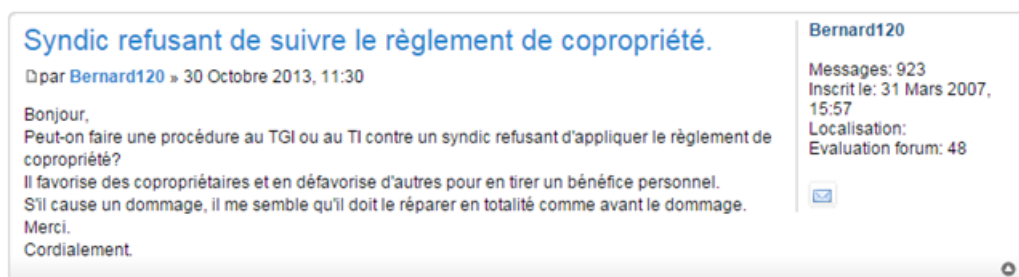 Syndic refusant de suivre le règlement de copropriété.
par Bernard120 » 30 Octobre 2013, 11:30
Bonjour,
Peut-on faire une procédure au TGI ou au TI contre un syndic refusant d'appliquer le règlement de
copropriété?
Il favorise des copropriétaires et en défavorise d'autres pour en tirer un bénéfice personnel.
S'il cause un dommage, il me semble qu'il doit le réparer en totalité comme avant le dommage.
Merci.
Cordialement.
Bernard120
Messages: 923
Inscrit le: 31 Mars 2007,
15:57
Localisation:
Evaluation forum: 48